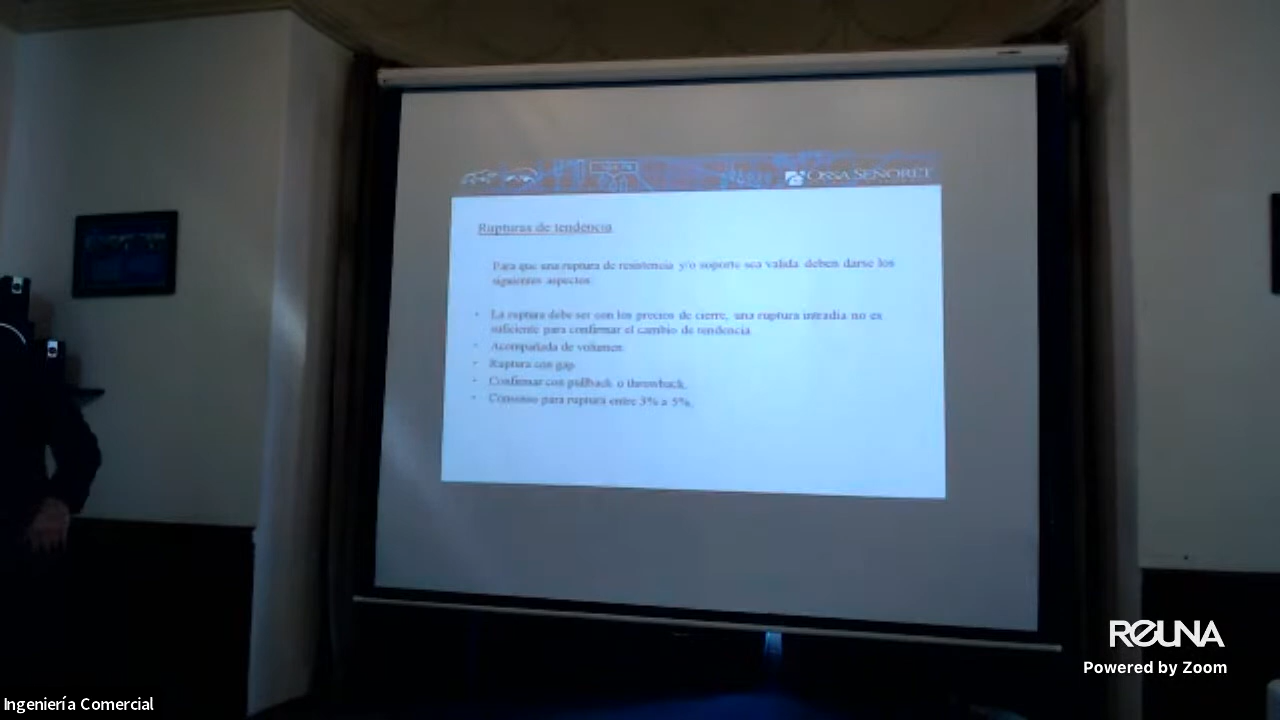 OSSA SEÑORET
Rupturas de tendencia
Para que una ruptura de resistencia y/o soporte sea valida deben darse los
siguientes aspectos:
• La ruptura debe ser con los precios de cierre, una ruptura intradia no es
suficiente para confirmar el cambio de tendencia
• Acompañada de volumen.
• Ruptura con gap.
• Confirmar con pullback o throwback.
• Consenso para ruptura entre 3% a 5%.
REUNA
Powered by Zoom
Ingeniería Comercial